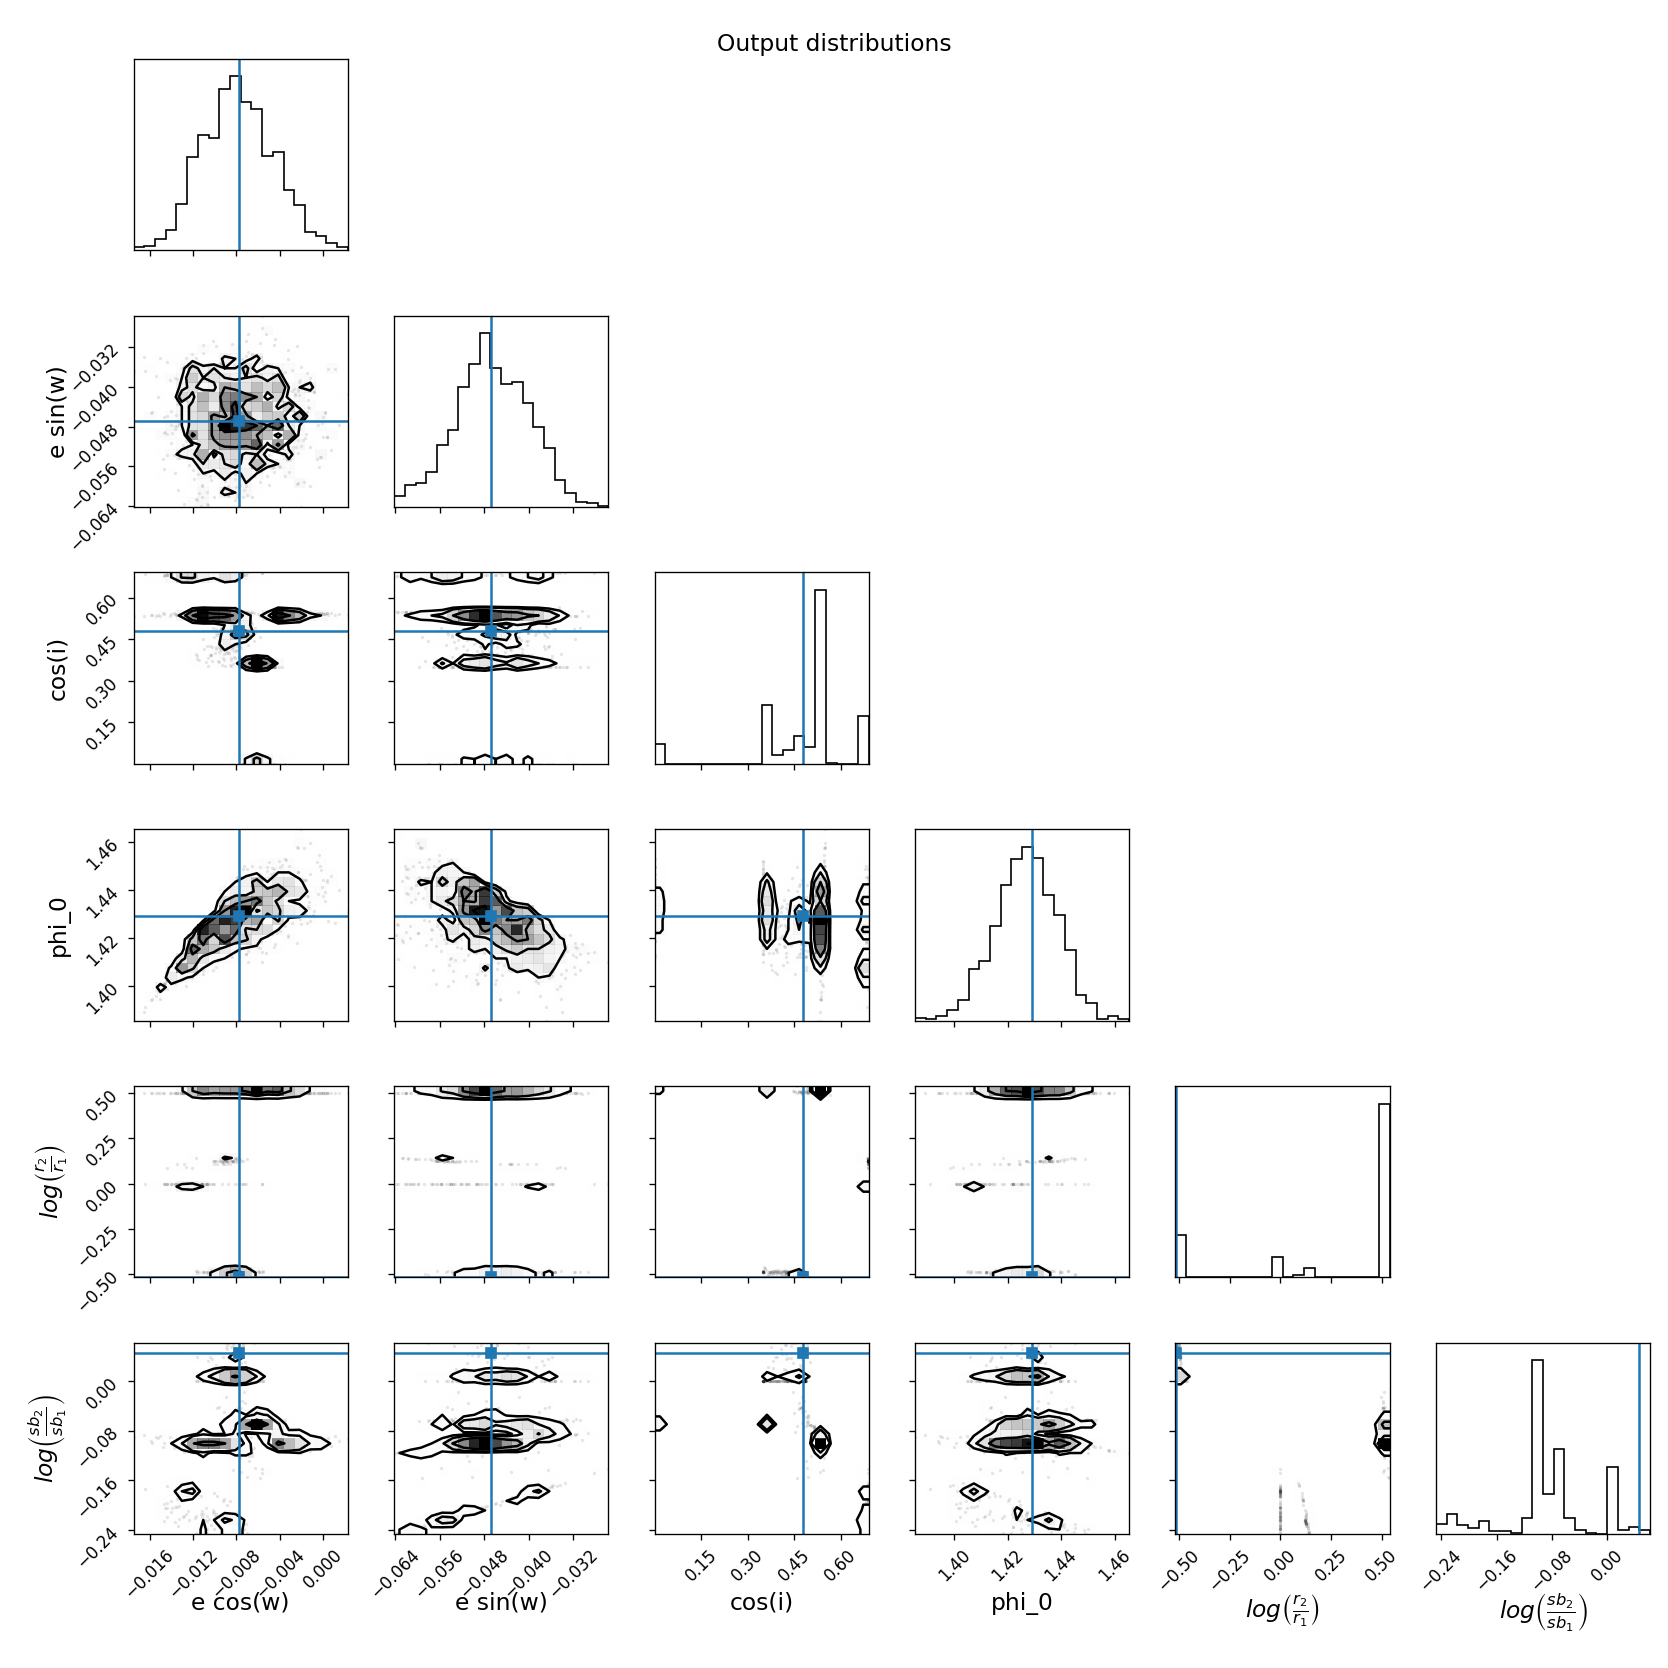 Output distributions
e sin(w)
−0.032
−0.040
−0.048
−0.056
−0.064
cos(i)
0.60
0.45
0.30
0.15
phi_0
1.46
1.44
1.42
1.40
log(r2/r1)
0.50
0.25
0.00
−0.25
−0.50
log(sb2/sb1)
0.00
−0.08
−0.16
−0.24
−0.016 −0.012 −0.008 −0.004 0.000 −0.064 −0.056 −0.048 −0.040 −0.032 0.15 0.30 0.45 0.60 1.40 1.42 1.44 1.46 −0.50 −0.25 0.00 0.25 0.50 −0.24 −0.16 −0.08 0.00
e cos(w) e sin(w) cos(i) phi_0 log(r2/r1) log(sb2/sb1)